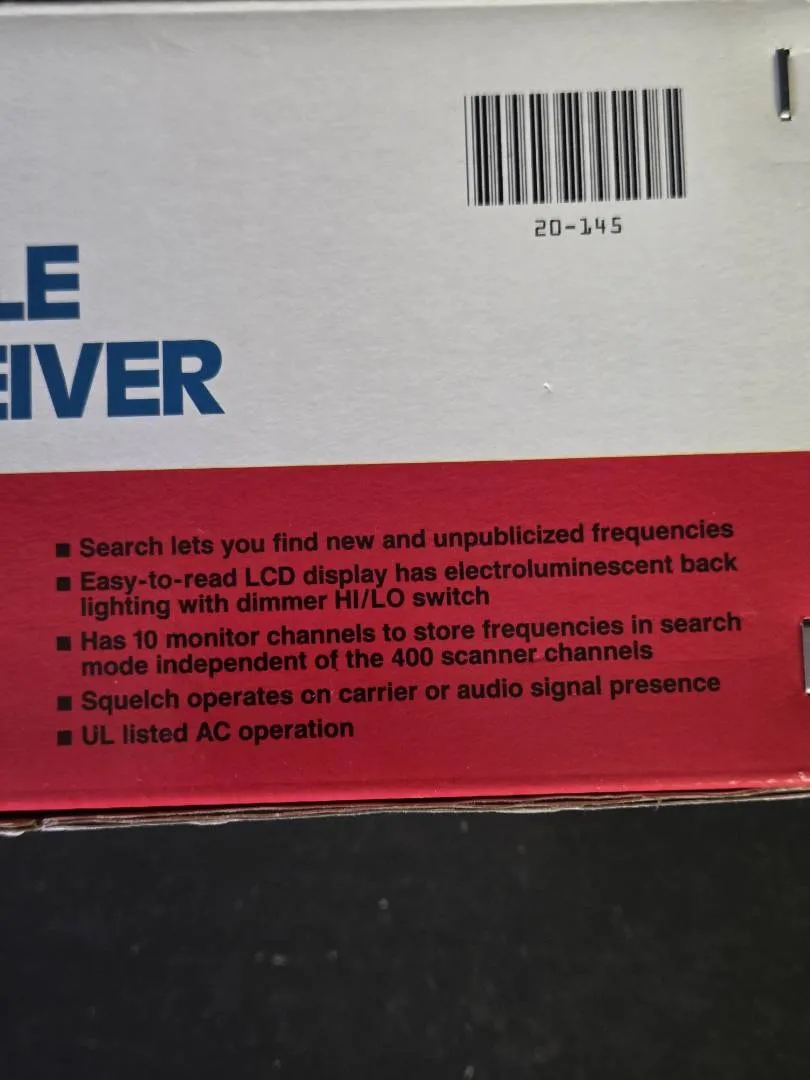 20-145
LE
EIVER
■ Search lets you find new and unpublicized frequencies
■ Easy-to-read LCD display has electroluminescent back
lighting with dimmer HI/LO switch
■ Has 10 monitor channels to store frequencies in search
mode independent of the 400 scanner channels
■ Squelch operates on carrier or audio signal presence
■ UL listed AC operation